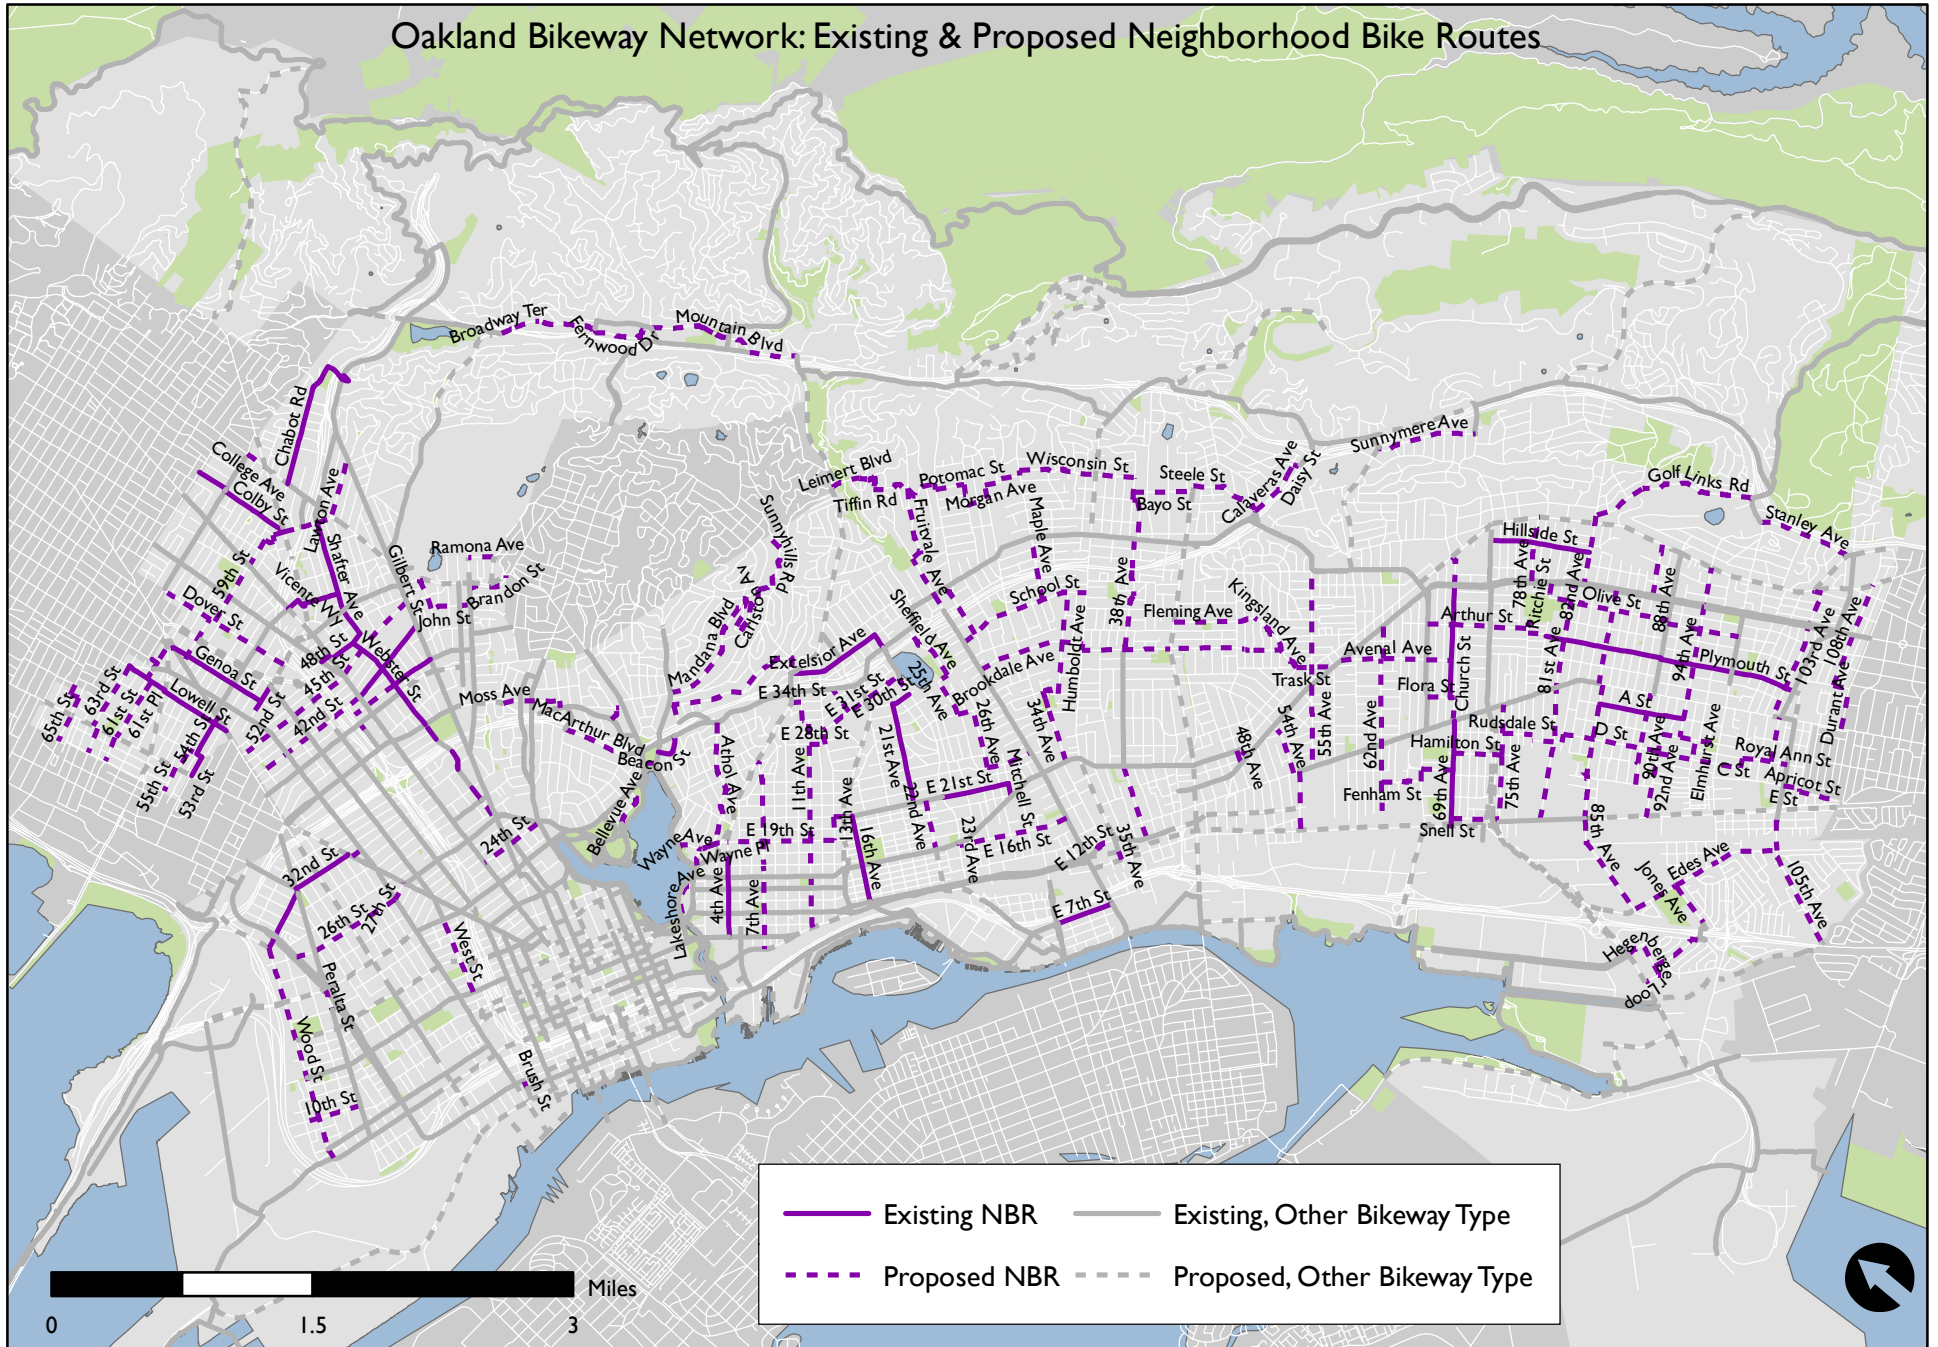 Oakland Bikeway Network: Existing & Proposed Neighborhood Bike Routes
Broadway Ter
Fernwood Dr
Mountain Blvd
Chabot Rd
College Ave
Colby St
Lawton Ave
Shafter Ave
59th St
Vicente Wy
Dover St
Gilbert St
Ramona Ave
Brandon St
John St
48th St
45th St
42nd St
Webster St
Genoa St
Lowell St
52nd St
65th St
63rd St
61st St
61st Pl
54th St
55th St
53rd St
Moss Ave
MacArthur Blvd
Beacon St
Bellevue Ave
24th St
32nd St
26th St
27th St
West St
Peralta St
Wood St
10th St
Brush St
Sunnyhills Rd
Mandana Blvd
Carlston Av
Leimert Blvd
Tiffin Rd
Potomac St
Morgan Ave
Wisconsin St
Fruitvale Ave
Maple Ave
School St
Sheffield Ave
Excelsior Ave
E 34th St
E 31st St
E 30th St
E 28th St
25th Ave
Brookdale Ave
26th Ave
Mitchell St
34th Ave
Humboldt Ave
38th Ave
Steele St
Bayo St
Calaveras Ave
Daisy St
Sunnymere Ave
Fleming Ave
Kingsland Ave
Trask St
55th Ave
54th Ave
48th Ave
Athol Ave
11th Ave
13th Ave
16th Ave
21st Ave
22nd Ave
23rd Ave
E 21st St
E 19th St
E 16th St
E 12th St
35th Ave
E 7th St
Wayne Ave
Wayne Pl
Lakeshore Ave
4th Ave
7th Ave
Avenal Ave
62nd Ave
Flora St
Church St
Arthur St
Hamilton St
Fenham St
69th Ave
Snell St
75th Ave
Rudsdale St
Hillside St
78th Ave
Ritchie St
82nd Ave
81st Ave
Olive St
88th Ave
94th Ave
Plymouth St
103rd Ave
108th Ave
Durant Ave
A St
D St
90th Ave
92nd Ave
Elmhurst Ave
C St
Royal Ann St
Apricot St
E St
85th Ave
Jones Ave
Edes Ave
105th Ave
Hegenberger Loop
Golf Links Rd
Stanley Ave
Existing NBR
Existing, Other Bikeway Type
Proposed NBR
Proposed, Other Bikeway Type
Miles
0
1.5
3